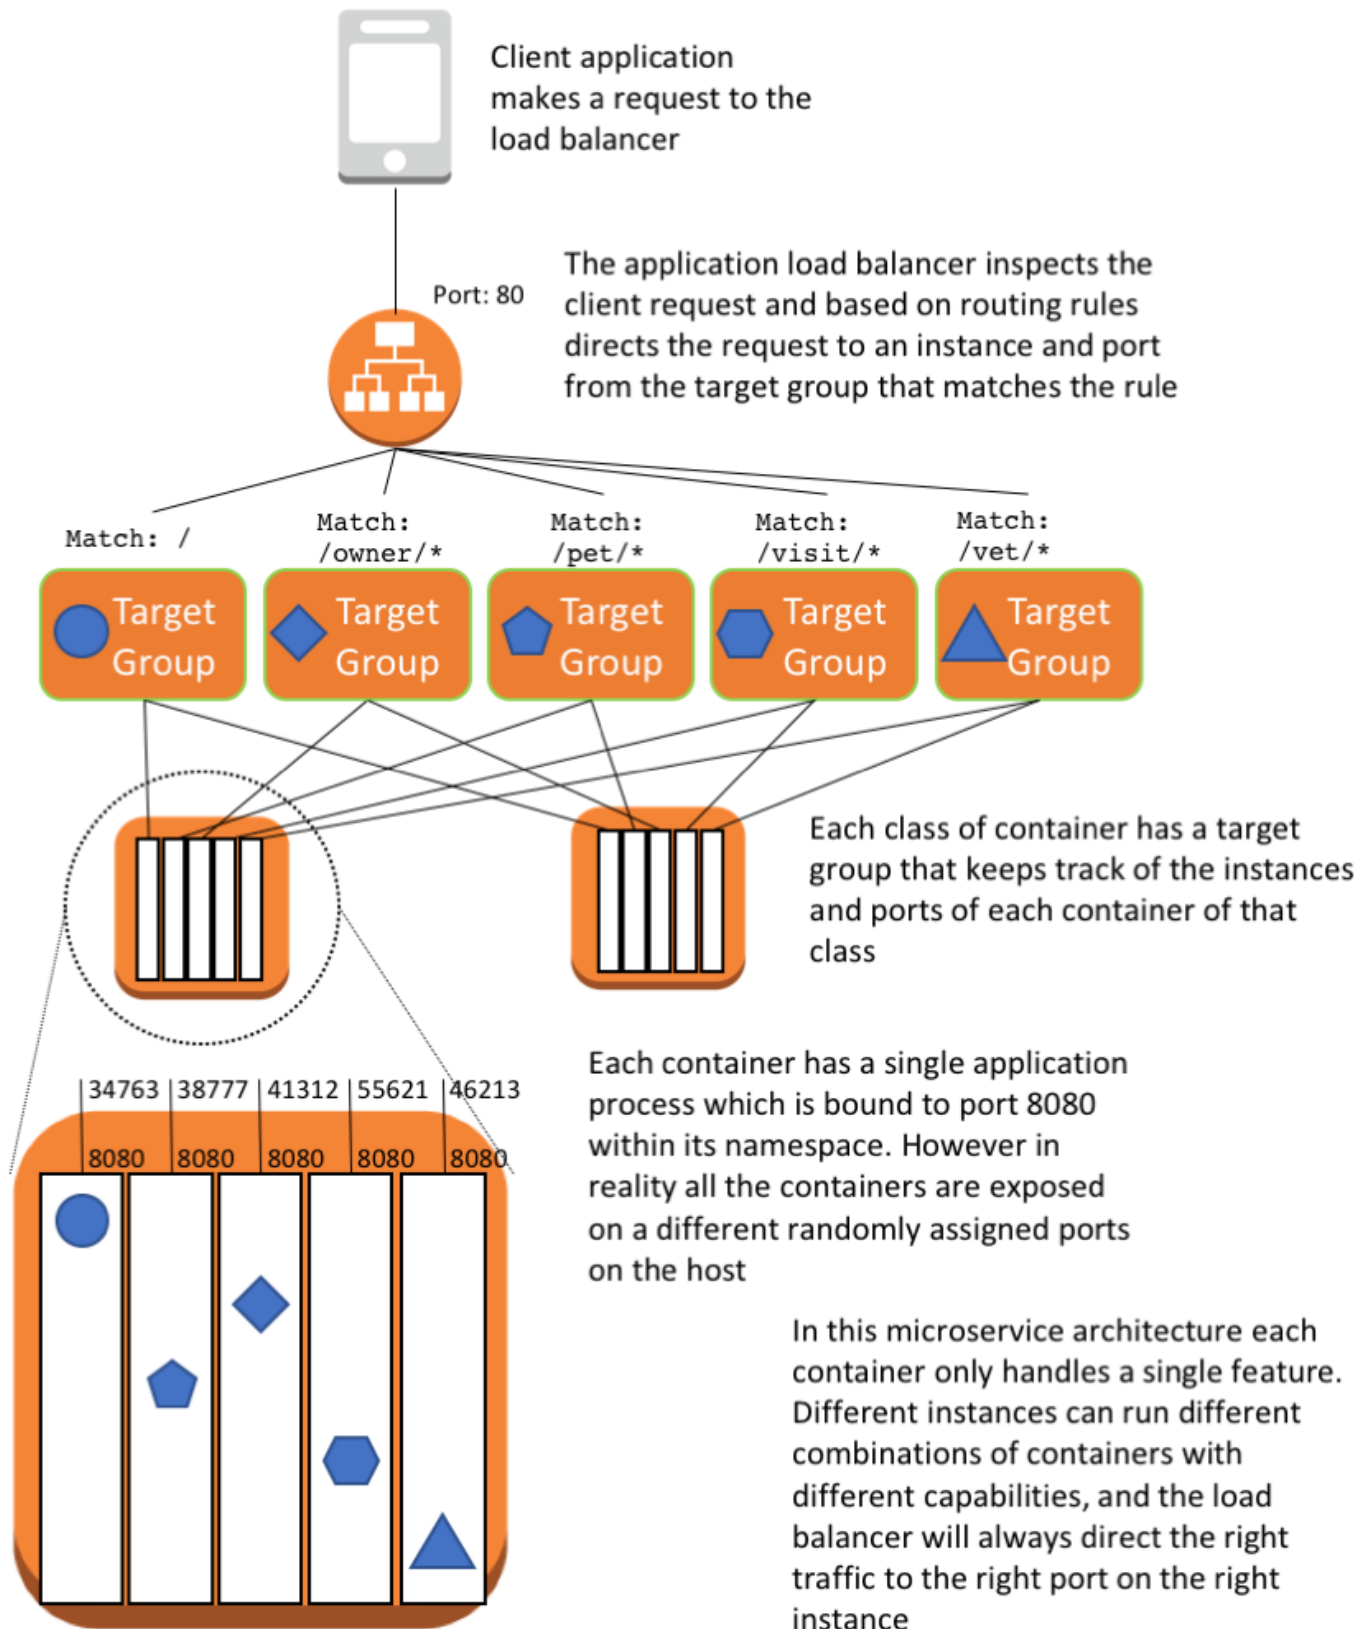 Client application
makes a request to the
load balancer
Port: 80
The application load balancer inspects the
client request and based on routing rules
directs the request to an instance and port
from the target group that matches the rule
Match: /
Match:
/owner/*
Match:
/pet/*
Match:
/visit/*
Match:
/vet/*
Target
Group
Target
Group
Target
Group
Target
Group
Target
Group
Each class of container has a target
group that keeps track of the instances
and ports of each container of that
class
34763
38777
41312
55621
46213
8080
8080
8080
8080
8080
Each container has a single application
process which is bound to port 8080
within its namespace. However in
reality all the containers are exposed
on a different randomly assigned ports
on the host
In this microservice architecture each
container only handles a single feature.
Different instances can run different
combinations of containers with
different capabilities, and the load
balancer will always direct the right
traffic to the right port on the right
instance